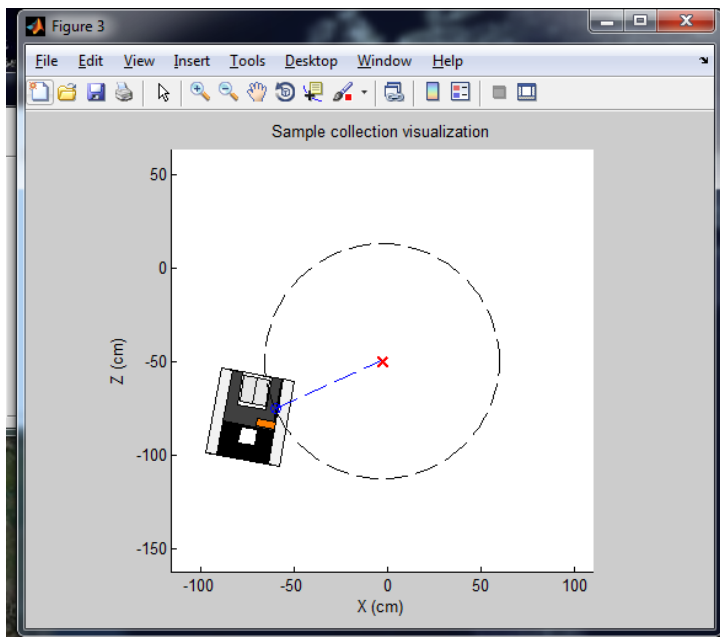 Figure 3
File Edit View Insert Tools Desktop Window Help
Sample collection visualization
50
0
-50
-100
-150
Z (cm)
-100 -50 0 50 100
X (cm)